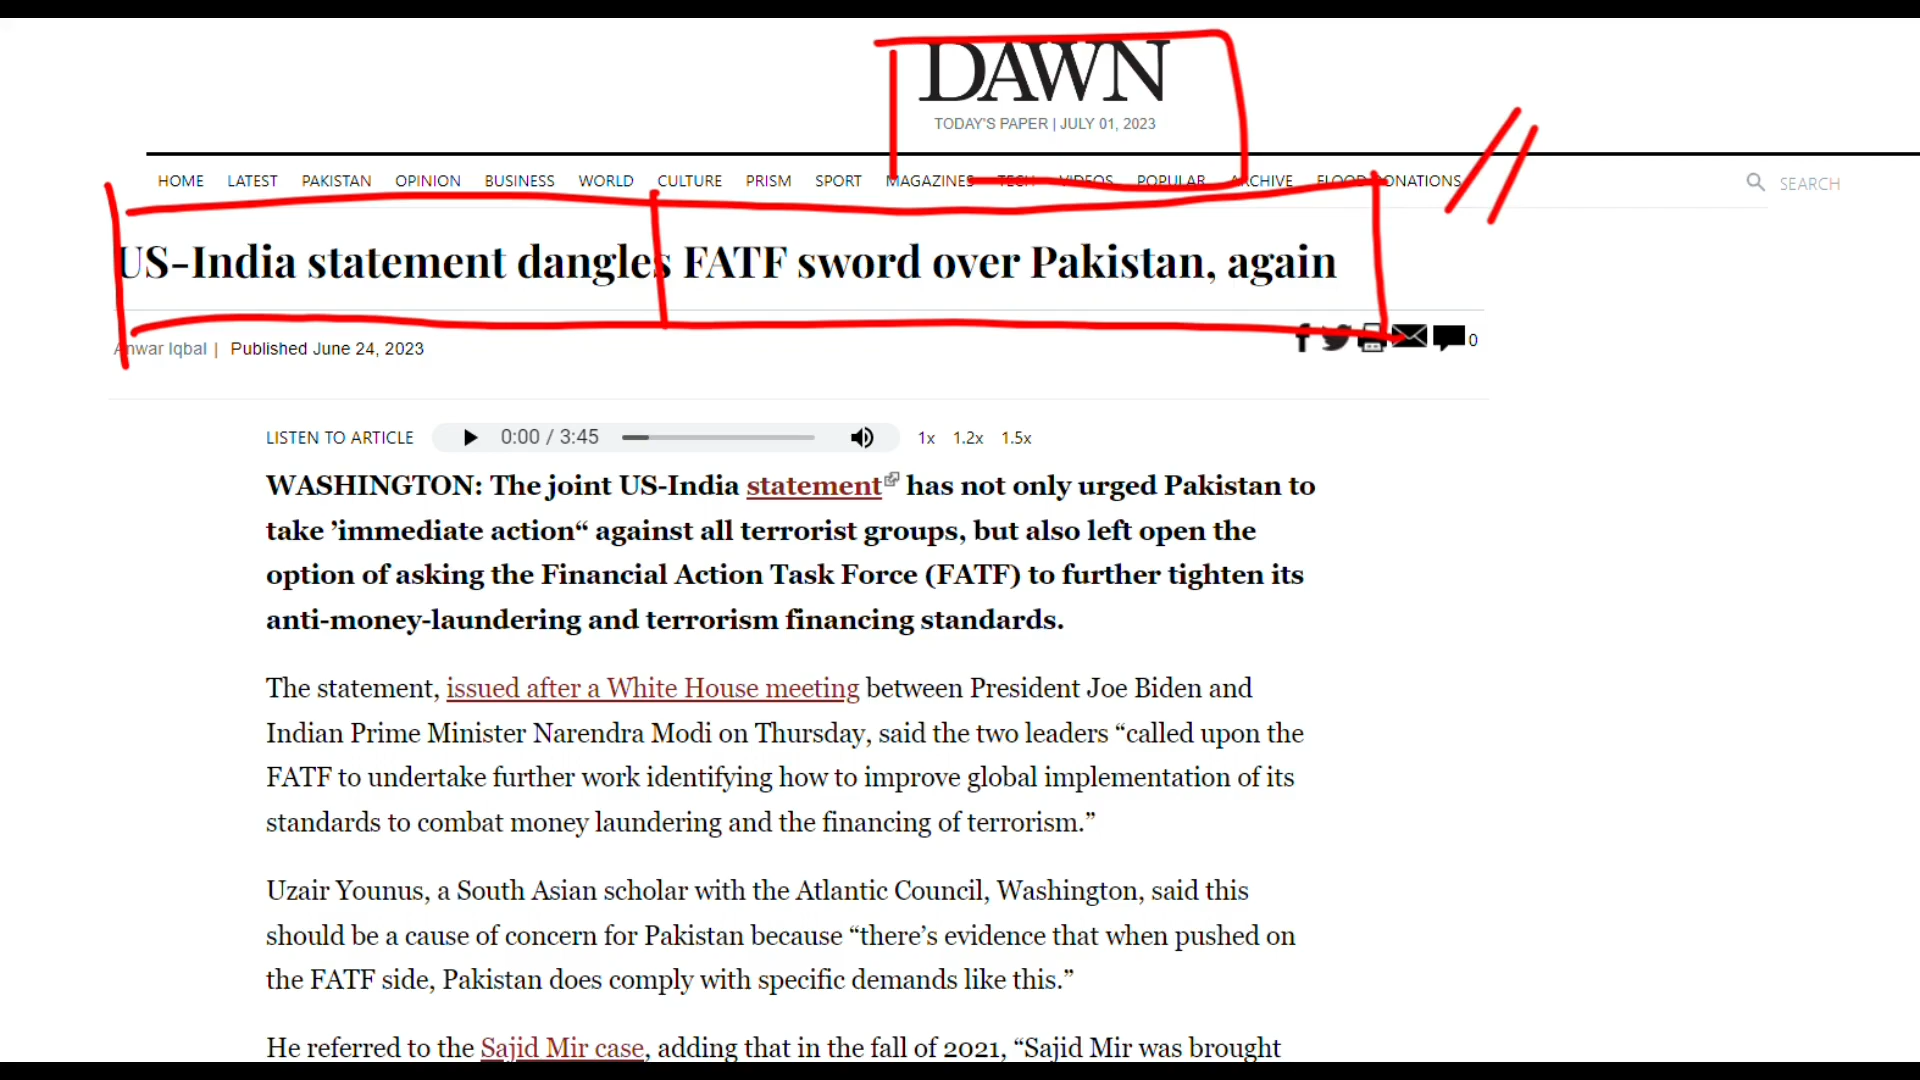 DAWN
TODAY'S PAPER | JULY 01, 2023
HOME LATEST PAKISTAN OPINION BUSINESS WORLD CULTURE PRISM SPORT MAGAZINES TECH VIDEOS POPULAR ARCHIVE FLOOD DONATIONS SEARCH
US-India statement dangles FATF sword over Pakistan, again
Anwar Iqbal | Published June 24, 2023
0
LISTEN TO ARTICLE 0:00 / 3:45 1x 1.2x 1.5x
WASHINGTON: The joint US-India statement has not only urged Pakistan to
take ’immediate action“ against all terrorist groups, but also left open the
option of asking the Financial Action Task Force (FATF) to further tighten its
anti-money-laundering and terrorism financing standards.
The statement, issued after a White House meeting between President Joe Biden and
Indian Prime Minister Narendra Modi on Thursday, said the two leaders “called upon the
FATF to undertake further work identifying how to improve global implementation of its
standards to combat money laundering and the financing of terrorism.”
Uzair Younus, a South Asian scholar with the Atlantic Council, Washington, said this
should be a cause of concern for Pakistan because “there’s evidence that when pushed on
the FATF side, Pakistan does comply with specific demands like this.”
He referred to the Sajid Mir case, adding that in the fall of 2021, “Sajid Mir was brought